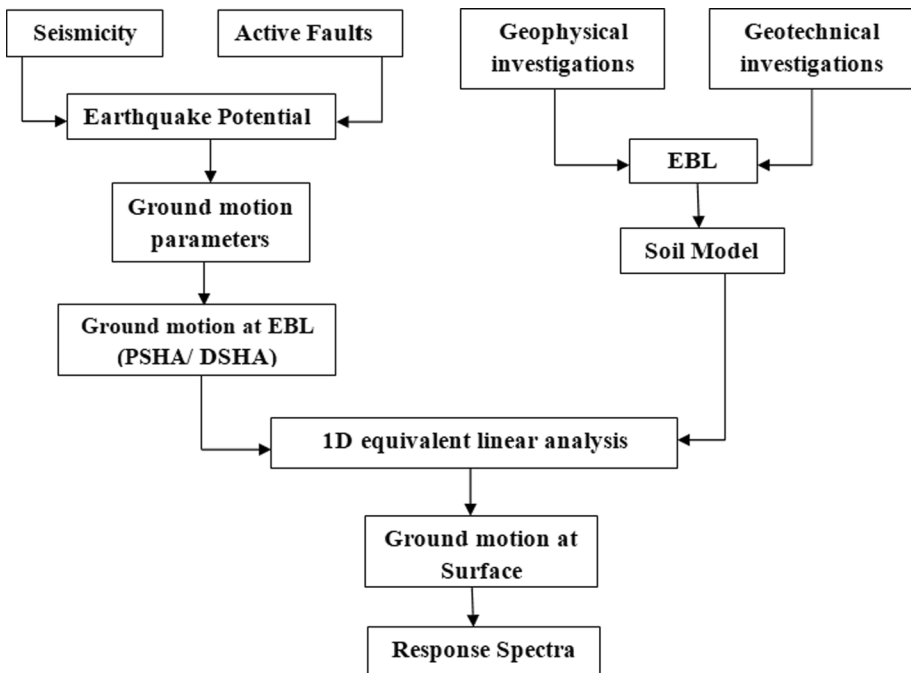 Seismicity
Active Faults
Geophysical
investigations
Geotechnical
investigations
Earthquake Potential
EBL
Ground motion
parameters
Soil Model
Ground motion at EBL
(PSHA/ DSHA)
1D equivalent linear analysis
Ground motion at
Surface
Response Spectra